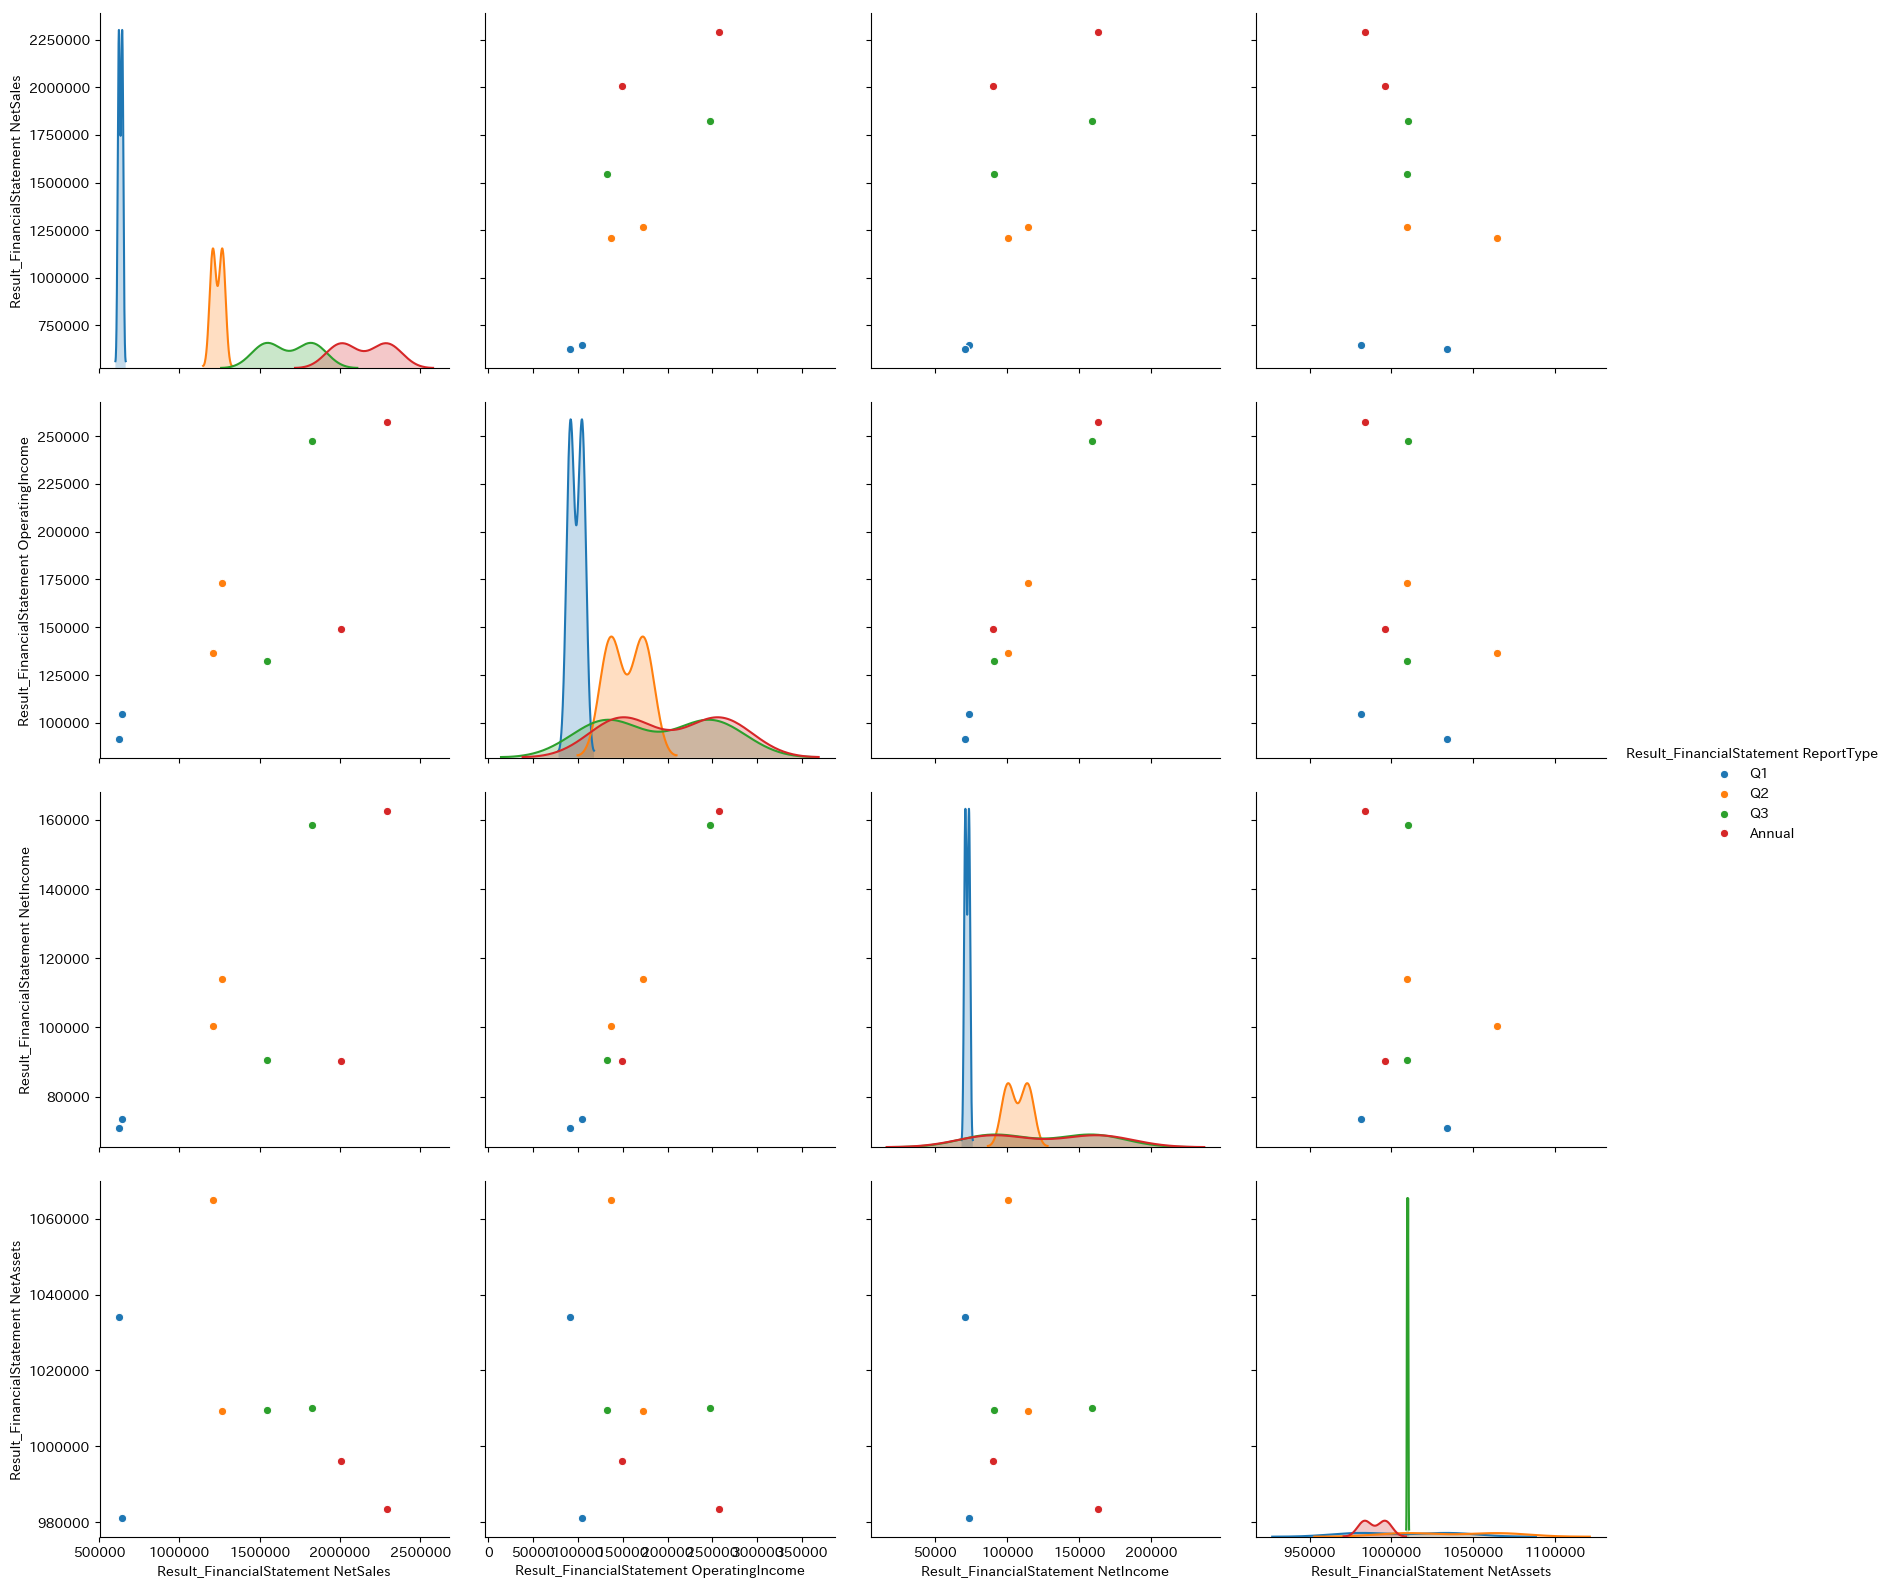 Result_FinancialStatement NetSales
2250000
2000000
1750000
1500000
1250000
1000000
750000
Result_FinancialStatement OperatingIncome
250000
225000
200000
175000
150000
125000
100000
Result_FinancialStatement ReportType
Q1
Q2
Q3
Annual
Result_FinancialStatement NetIncome
160000
140000
120000
100000
80000
Result_FinancialStatement NetAssets
1060000
1040000
1020000
1000000
980000
500000 1000000 1500000 2000000 2500000
0 50000 100000 150000 200000 250000 300000 350000
50000 100000 150000 200000
950000 1000000 1050000 1100000
Result_FinancialStatement NetSales
Result_FinancialStatement OperatingIncome
Result_FinancialStatement NetIncome
Result_FinancialStatement NetAssets